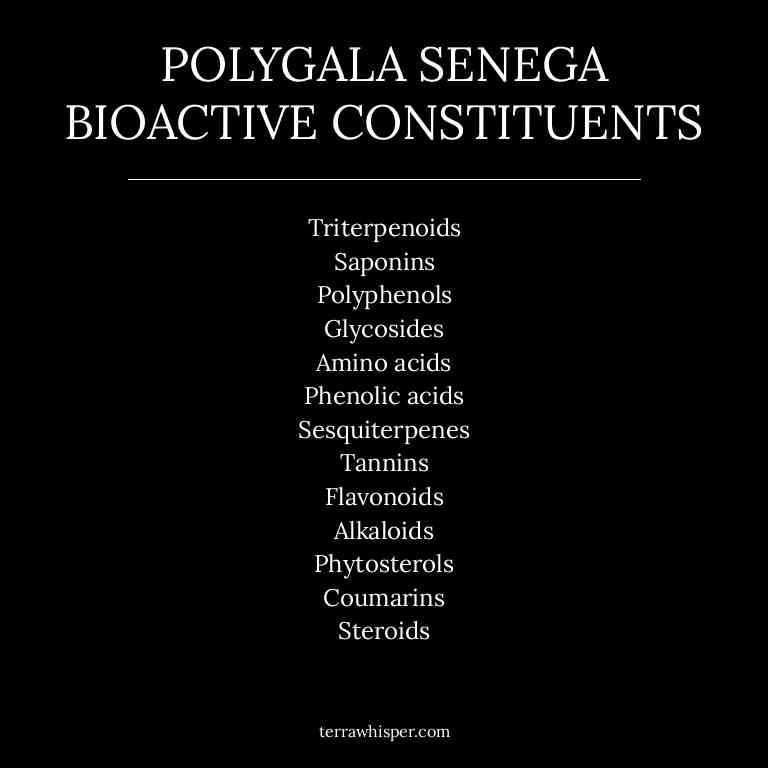 POLYGALA SENEGA
BIOACTIVE CONSTITUENTS
Triterpenoids
Saponins
Polyphenols
Glycosides
Amino acids
Phenolic acids
Sesquiterpenes
Tannins
Flavonoids
Alkaloids
Phytosterols
Coumarins
Steroids
terrawhisper.com